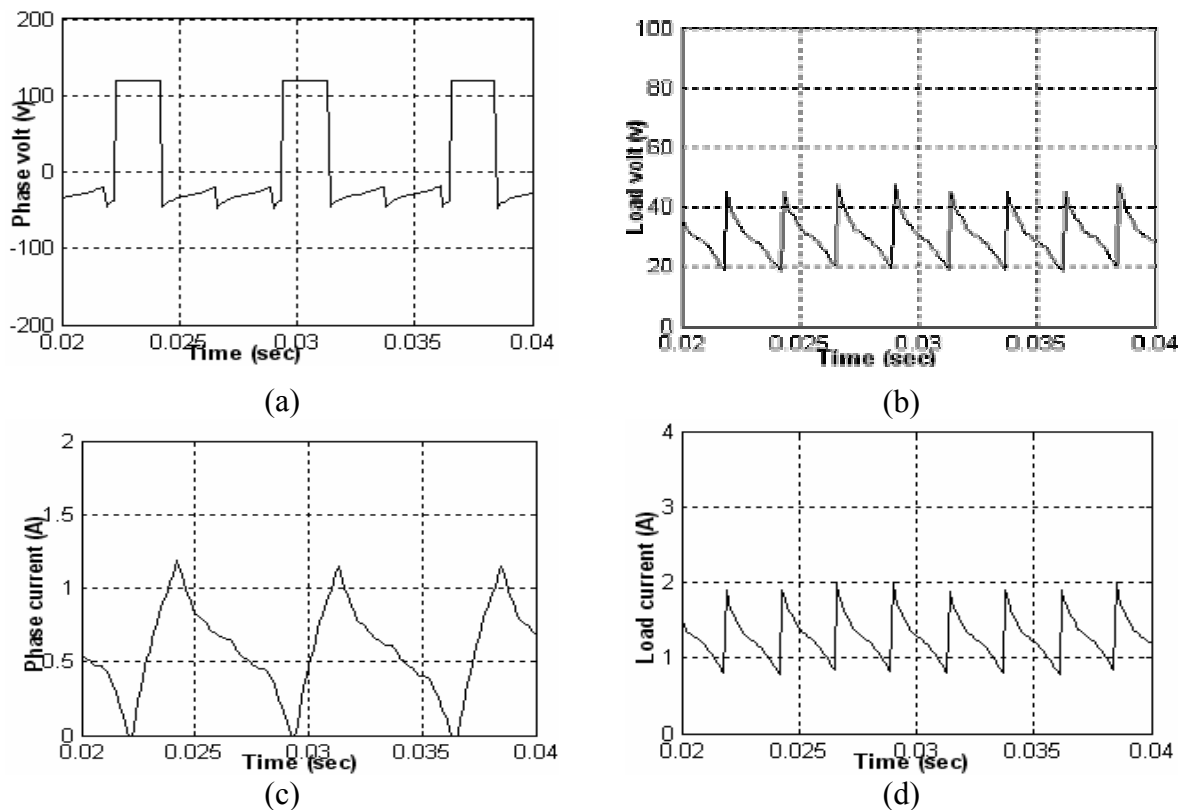 Phase volt (v)
200
100
0
-100
-200
0.02 0.025 0.03 0.035 0.04
Time (sec)
(a)
Load volt (v)
100
80
60
40
20
0
0.02 0.025 0.03 0.035 0.04
Time (sec)
(b)
Phase current (A)
2
1.5
1
0.5
0
0.02 0.025 0.03 0.035 0.04
Time (sec)
(c)
Load current (A)
4
3
2
1
0
0.02 0.025 0.03 0.035 0.04
Time (sec)
(d)